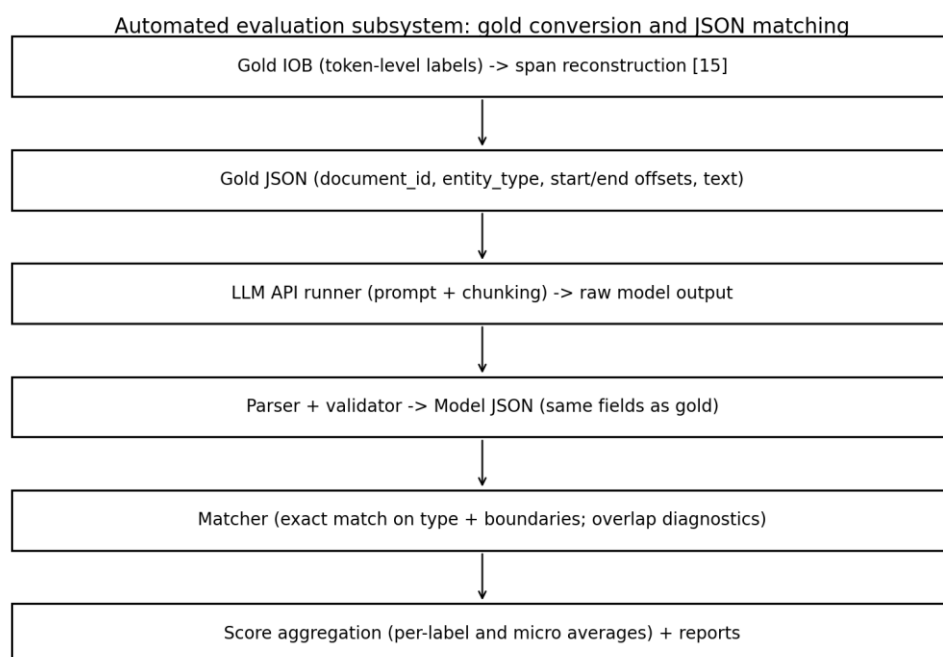 Automated evaluation subsystem: gold conversion and JSON matching
Gold IOB (token-level labels) -> span reconstruction [15]
Gold JSON (document_id, entity_type, start/end offsets, text)
LLM API runner (prompt + chunking) -> raw model output
Parser + validator -> Model JSON (same fields as gold)
Matcher (exact match on type + boundaries; overlap diagnostics)
Score aggregation (per-label and micro averages) + reports